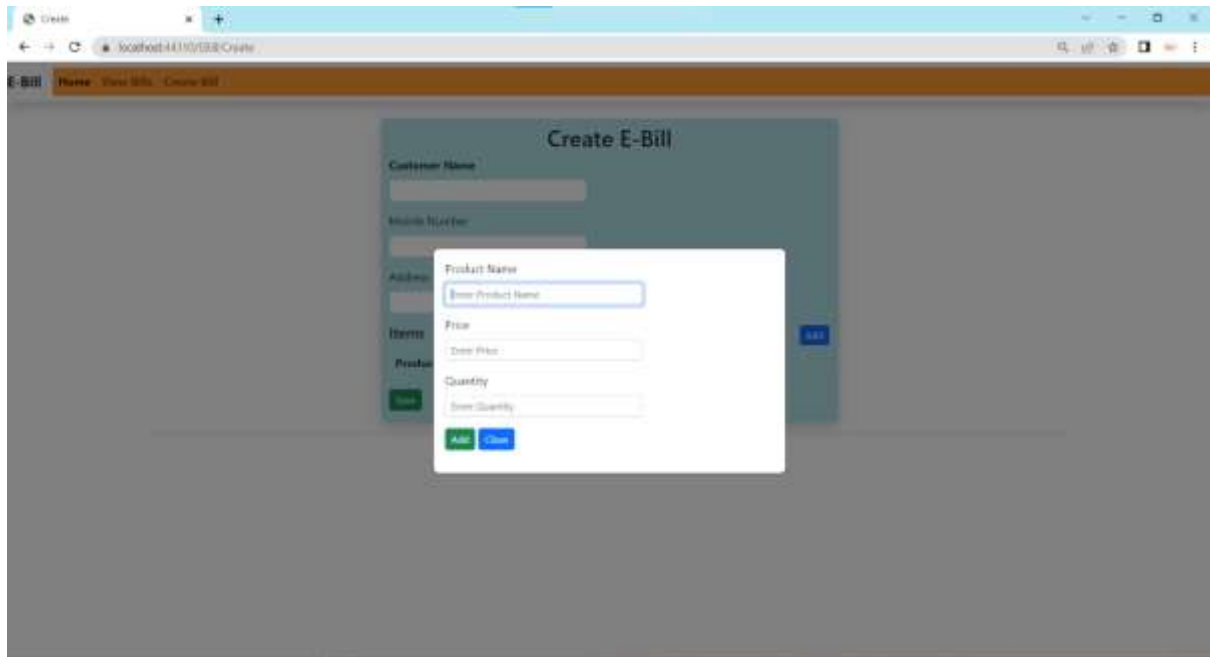 Create
localhost:44310/EBill/Create
E-Bill Home View Bills Create Bill
Create E-Bill
Customer Name
Mobile Number
Address
Items Add
Produc
Save
Product Name
Enter Product Name
Price
Enter Price
Quantity
Enter Quantity
Add Close